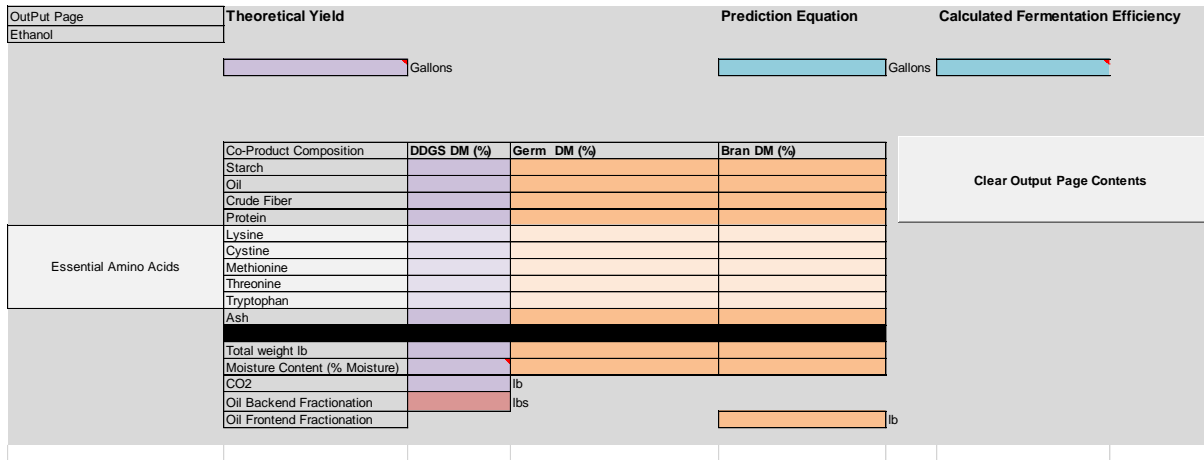 OutPut Page
Theoretical Yield
Prediction Equation
Calculated Fermentation Efficiency
Ethanol
Gallons
Gallons
Co-Product Composition
DDGS DM (%)
Germ DM (%)
Bran DM (%)
Starch
Oil
Crude Fiber
Protein
Clear Output Page Contents
Essential Amino Acids
Lysine
Cystine
Methionine
Threonine
Tryptophan
Ash
Total weight lb
Moisture Content (% Moisture)
CO2
lb
Oil Backend Fractionation
lbs
Oil Frontend Fractionation
lb